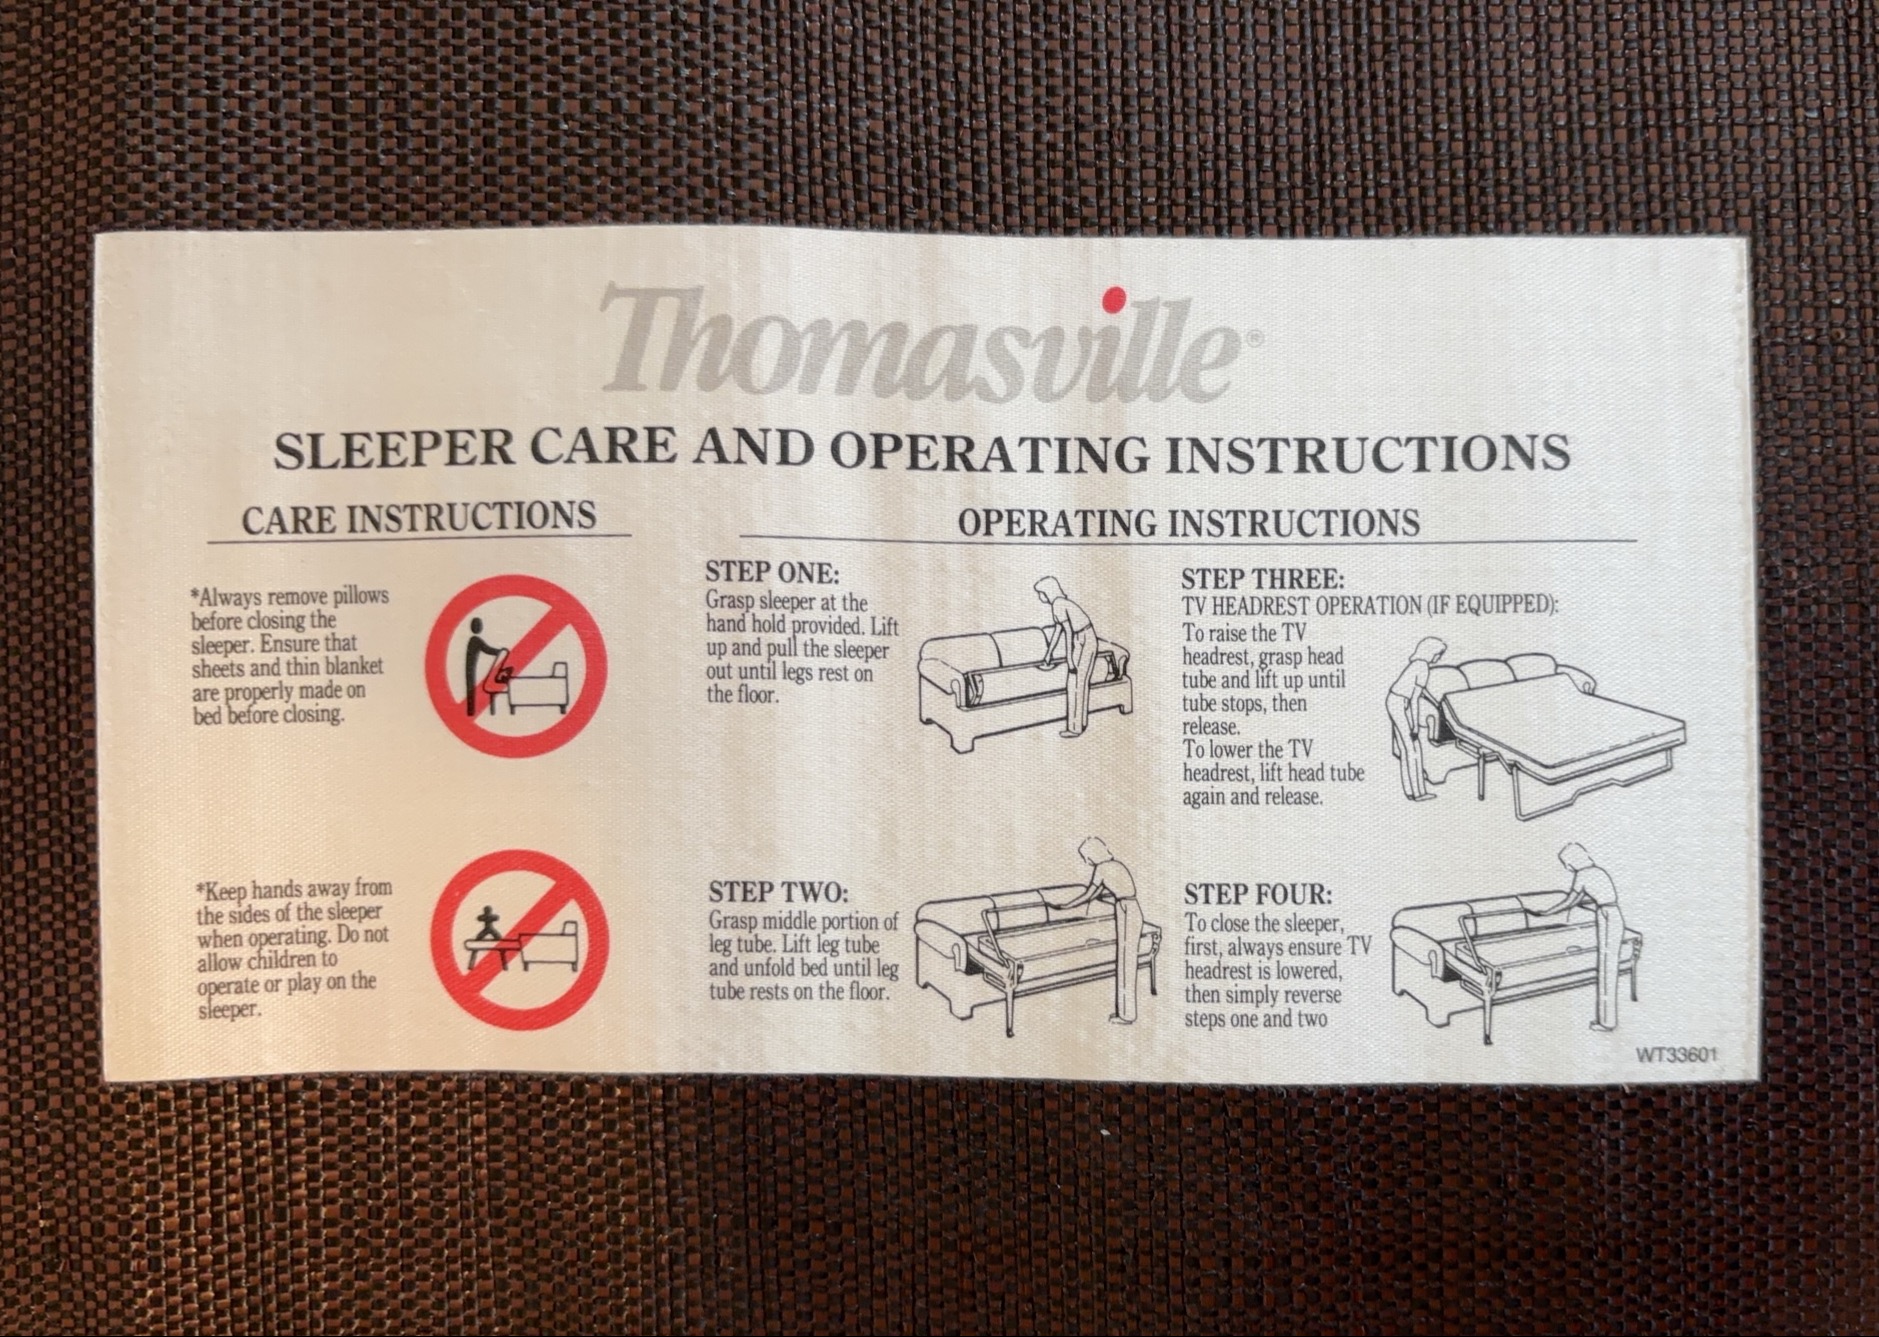 Thomasville®
SLEEPER CARE AND OPERATING INSTRUCTIONS
CARE INSTRUCTIONS
*Always remove pillows
before closing the
sleeper. Ensure that
sheets and thin blanket
are properly made on
bed before closing.
*Keep hands away from
the sides of the sleeper
when operating. Do not
allow children to
operate or play on the
sleeper.
OPERATING INSTRUCTIONS
STEP ONE:
Grasp sleeper at the
hand hold provided. Lift
up and pull the sleeper
out until legs rest on
the floor.
STEP TWO:
Grasp middle portion of
leg tube. Lift leg tube
and unfold bed until leg
tube rests on the floor.
STEP THREE:
TV HEADREST OPERATION (IF EQUIPPED):
To raise the TV
headrest, grasp head
tube and lift up until
tube stops, then
release.
To lower the TV
headrest, lift head tube
again and release.
STEP FOUR:
To close the sleeper,
first, always ensure TV
headrest is lowered,
then simply reverse
steps one and two
WT33601